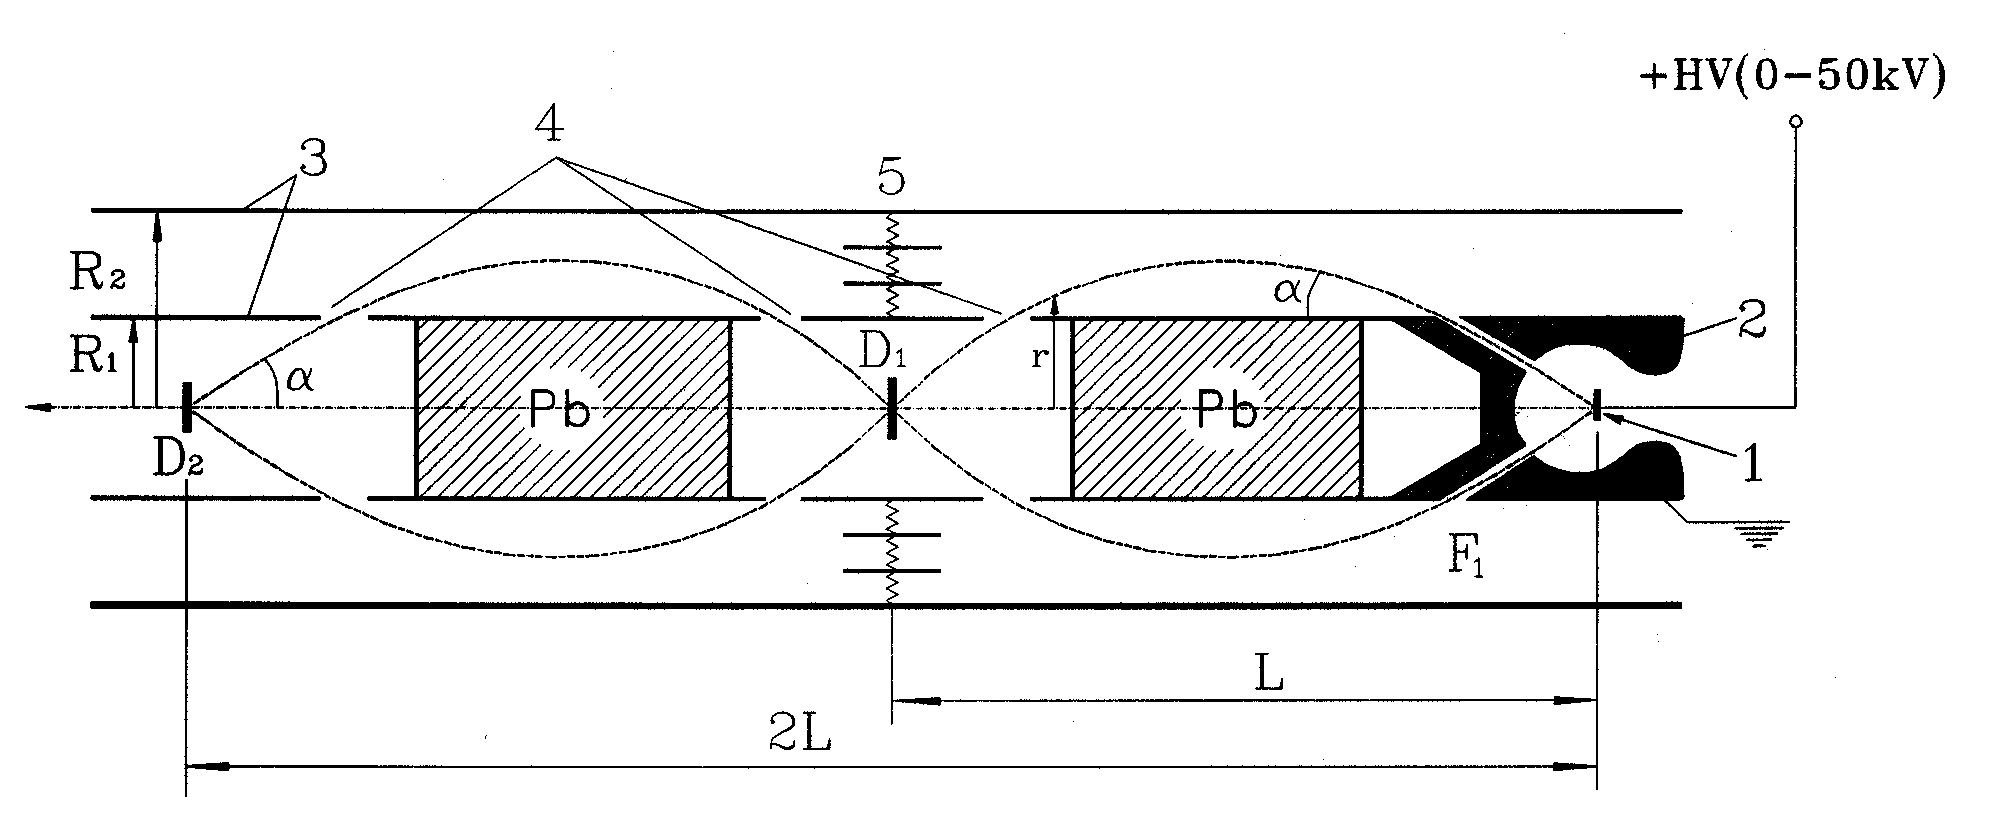 +HV(0-50kV)
4
3
5
R2
α
2
R1
D1
r
α
Pb
Pb
D2
1
F1
L
2L